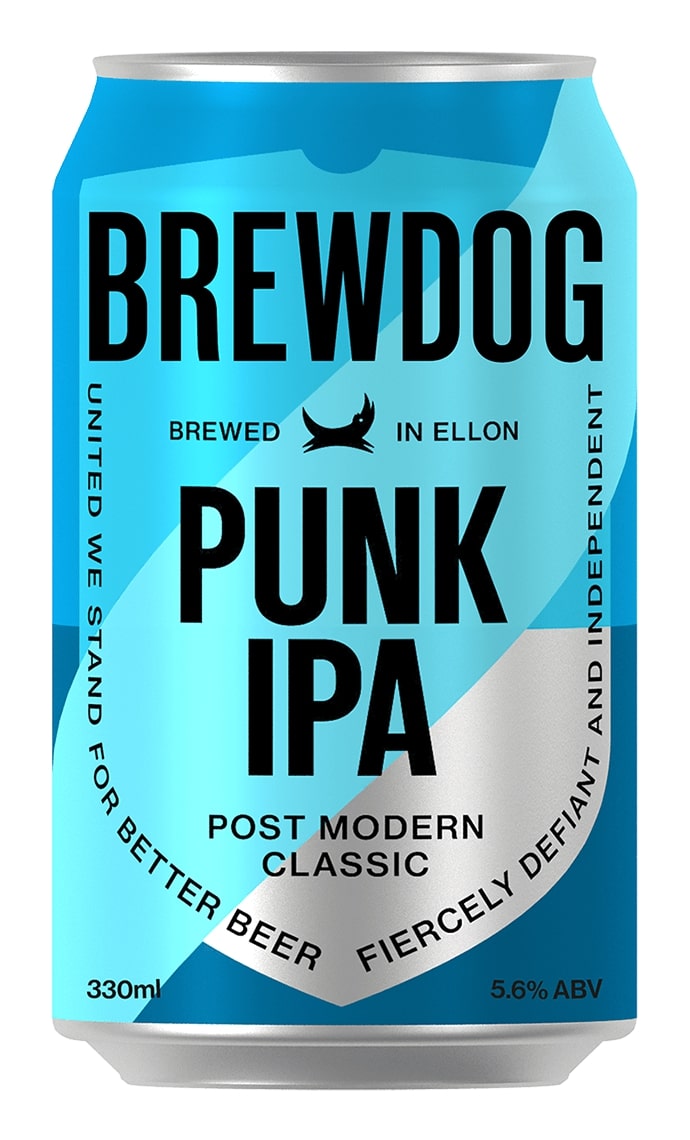 BREWDOG
BREWED IN ELLON
PUNK
IPA
POST MODERN
CLASSIC
UNITED WE STAND FOR BETTER BEER
FIERCELY DEFIANT AND INDEPENDENT
330ml
5.6% ABV